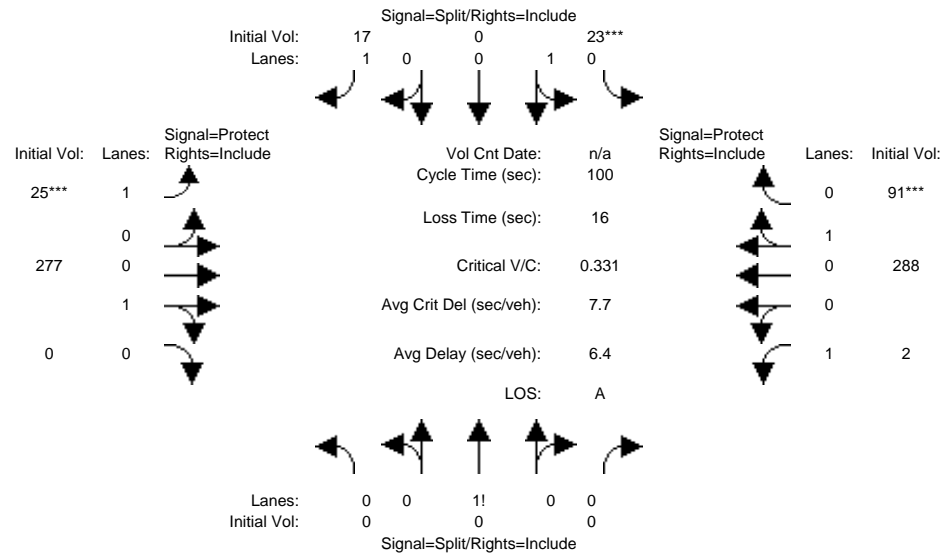 Signal=Split/Rights=Include
Initial Vol: 17 0 23***
Lanes: 1 0 0 1 0
Signal=Protect Signal=Protect
Initial Vol: Lanes: Rights=Include Vol Cnt Date: n/a Rights=Include Lanes: Initial Vol:
Cycle Time (sec): 100
25*** 1 0 91***
Loss Time (sec): 16
0 1
277 0 Critical V/C: 0.331 0 288
1 Avg Crit Del (sec/veh): 7.7 0
0 0 Avg Delay (sec/veh): 6.4 1 2
LOS: A
Lanes: 0 0 1! 0 0
Initial Vol: 0 0 0
Signal=Split/Rights=Include